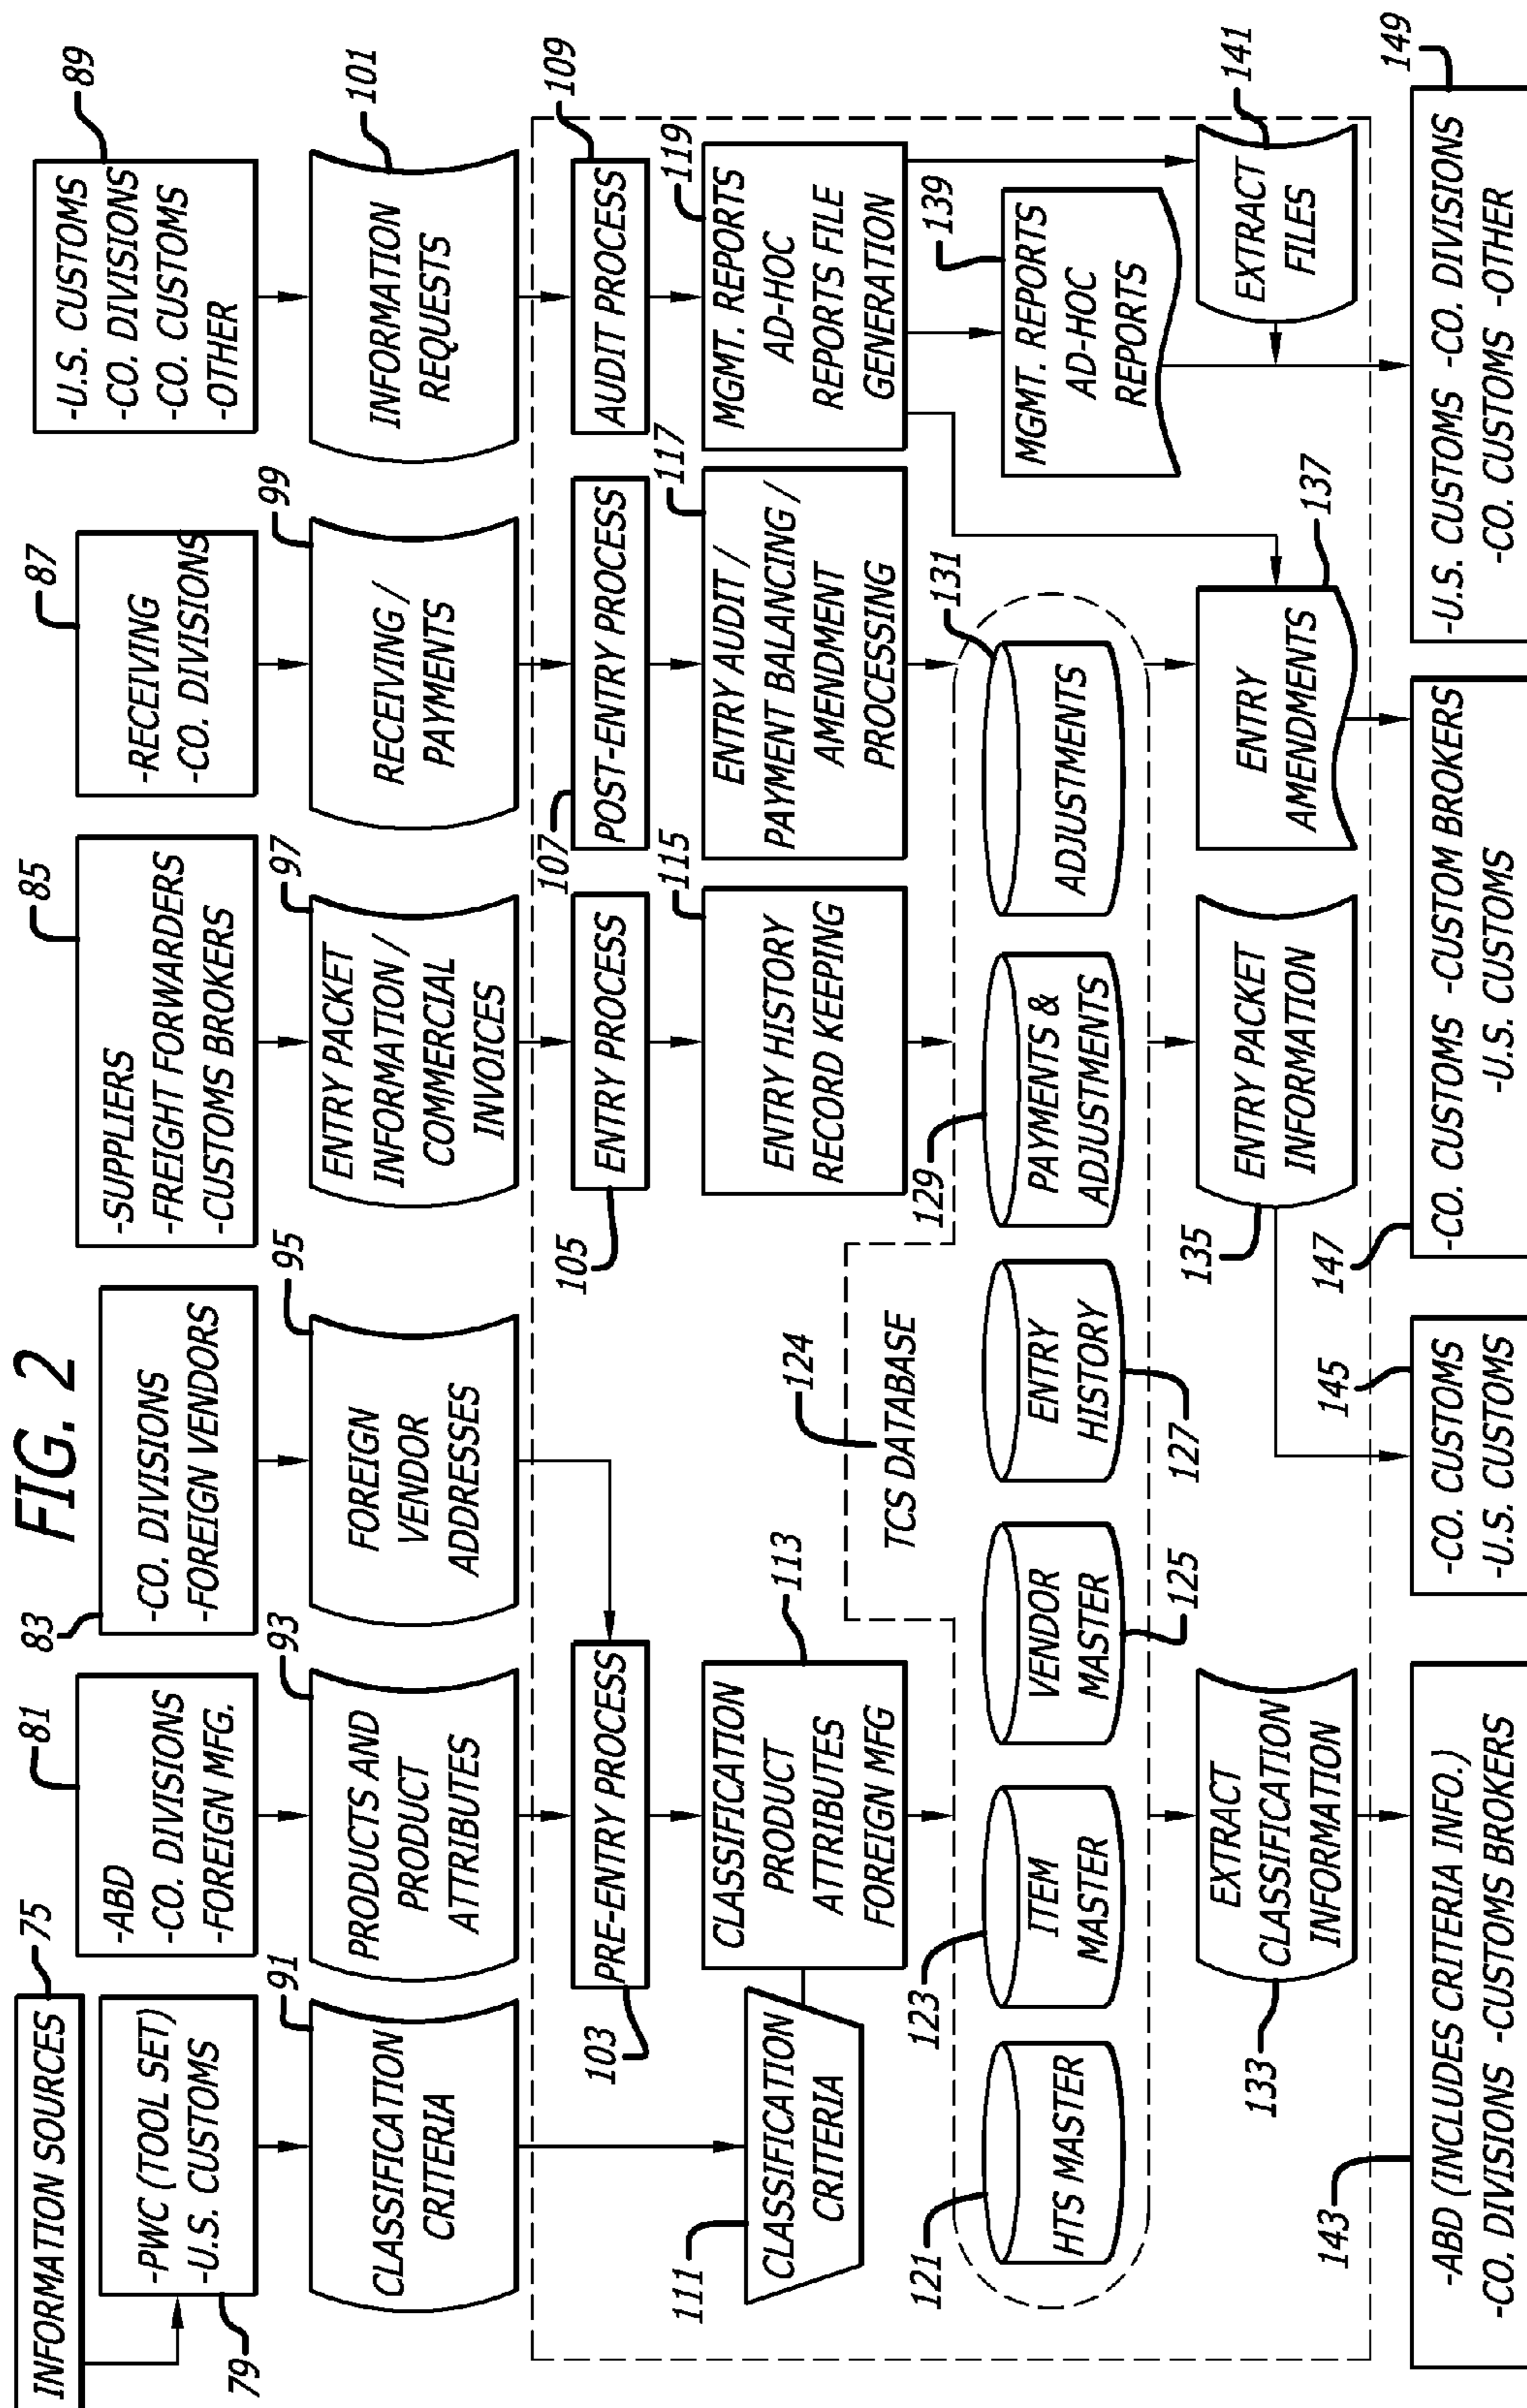 FIG. 2
INFORMATION SOURCES
75
-PWC (TOOL SET)
-U.S. CUSTOMS
79
-ABD
-CO. DIVISIONS
-FOREIGN MFG.
81
-CO. DIVISIONS
-FOREIGN VENDORS
83
-SUPPLIERS
-FREIGHT FORWARDERS
-CUSTOMS BROKERS
85
-RECEIVING
-CO. DIVISIONS
87
-U.S. CUSTOMS
-CO. DIVISIONS
-CO. CUSTOMS
-OTHER
89
CLASSIFICATION
CRITERIA
91
PRODUCTS AND
PRODUCT
ATTRIBUTES
93
FOREIGN
VENDOR
ADDRESSES
95
ENTRY PACKET
INFORMATION /
COMMERCIAL
INVOICES
97
RECEIVING /
PAYMENTS
99
INFORMATION
REQUESTS
101
PRE-ENTRY PROCESS
103
ENTRY PROCESS
105
POST-ENTRY PROCESS
107
AUDIT PROCESS
109
CLASSIFICATION
CRITERIA
111
CLASSIFICATION
PRODUCT
ATTRIBUTES
FOREIGN MFG
113
ENTRY HISTORY
RECORD KEEPING
115
ENTRY AUDIT /
PAYMENT BALANCING /
AMENDMENT
PROCESSING
117
MGMT. REPORTS
AD-HOC
REPORTS FILE
GENERATION
119
TCS DATABASE
124
HTS MASTER
121
ITEM
MASTER
123
VENDOR
MASTER
125
ENTRY
HISTORY
127
PAYMENTS &
ADJUSTMENTS
129
ADJUSTMENTS
131
MGMT. REPORTS
AD-HOC
REPORTS
139
EXTRACT
CLASSIFICATION
INFORMATION
133
ENTRY PACKET
INFORMATION
135
ENTRY
AMENDMENTS
137
EXTRACT
FILES
141
-ABD (INCLUDES CRITERIA INFO.)
-CO. DIVISIONS -CUSTOMS BROKERS
143
-CO. CUSTOMS
-U.S. CUSTOMS
145
-CO. CUSTOMS -CUSTOM BROKERS
-U.S. CUSTOMS
147
-U.S. CUSTOMS -CO. DIVISIONS
-CO. CUSTOMS -OTHER
149